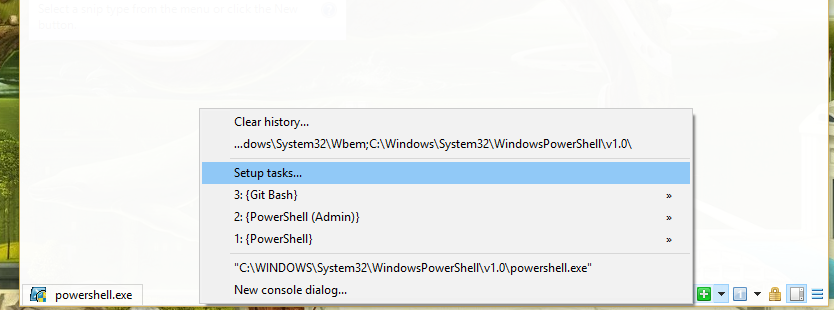 Select a snip type from the menu or click the New
button.
Clear history...
...dows\System32\Wbem;C:\Windows\System32\WindowsPowerShell\v1.0\
Setup tasks...
3: {Git Bash} »
2: {PowerShell (Admin)} »
1: {PowerShell} »
"C:\WINDOWS\System32\WindowsPowerShell\v1.0\powershell.exe"
New console dialog...
powershell.exe